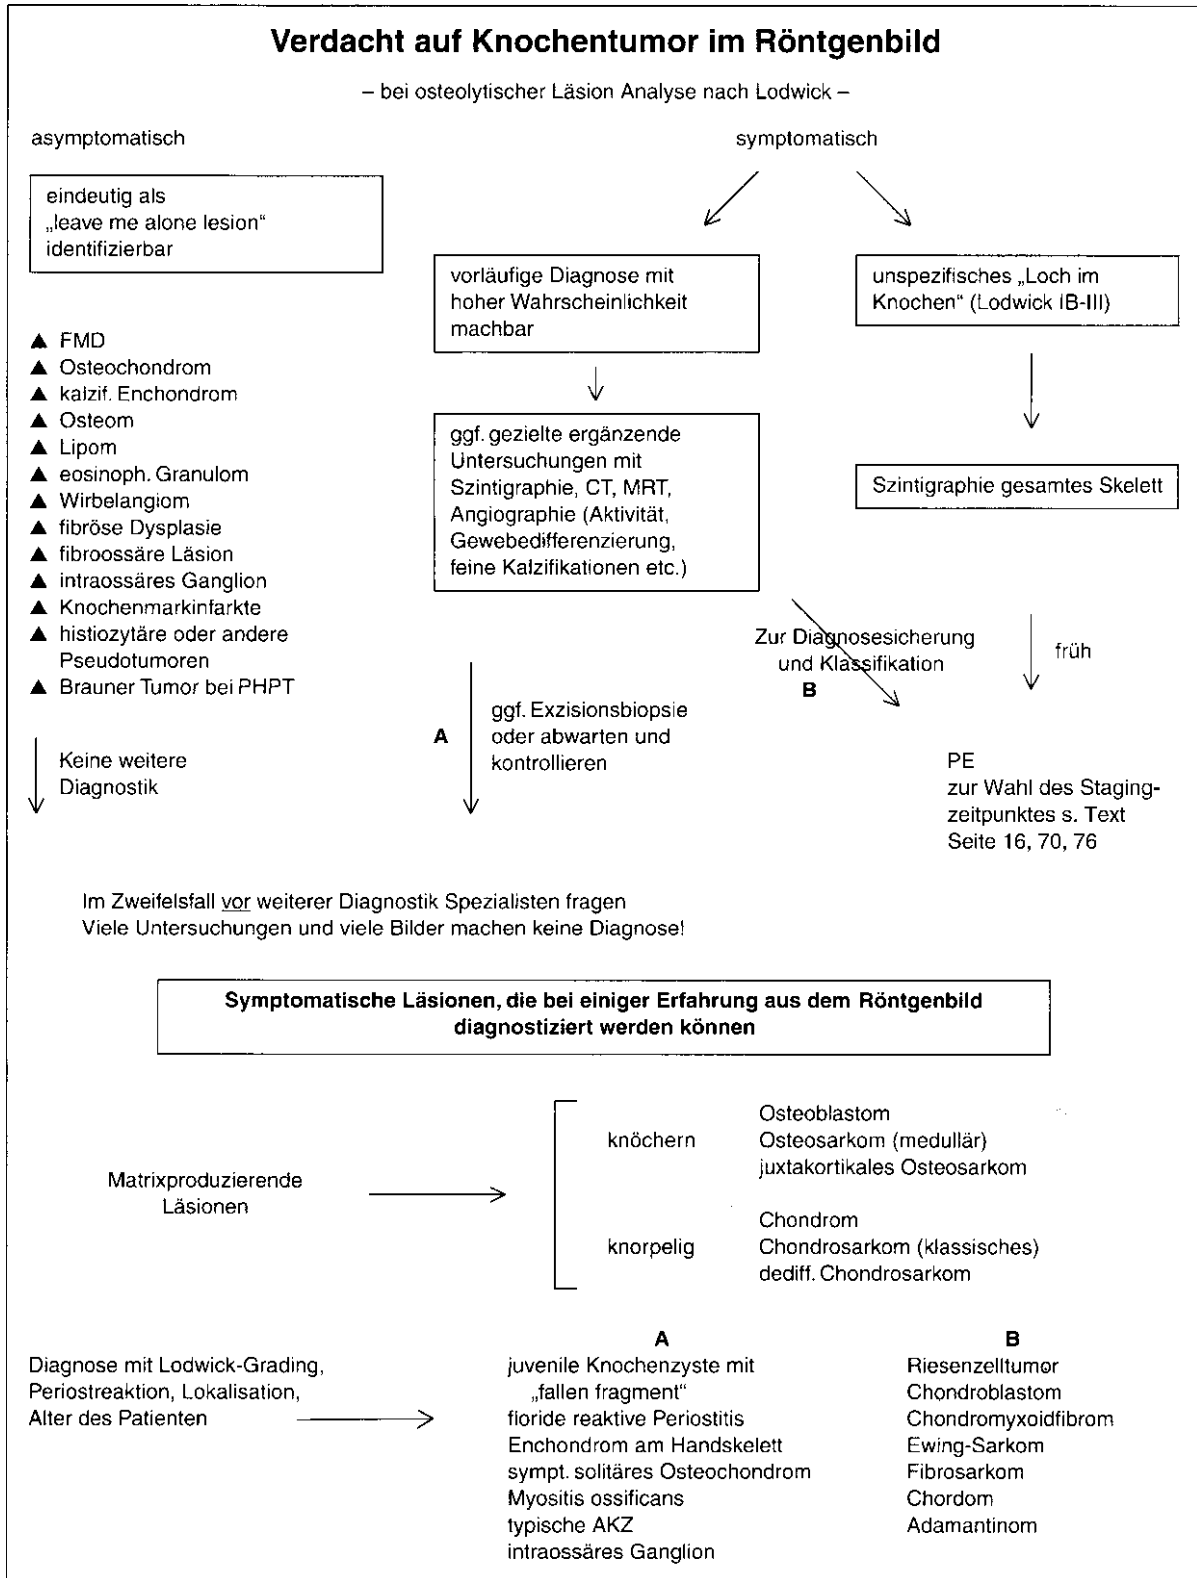 Verdacht auf Knochentumor im Röntgenbild
– bei osteolytischer Läsion Analyse nach Lodwick –
asymptatisch
symptomatisch
eindeutig als
„leave me alone lesion“
identifizierbar
▲ FMD
▲ Osteochondrom
▲ kalzif. Enchondrom
▲ Osteom
▲ Lipom
▲ eosinoph. Granulom
▲ Wirbelangiom
▲ fibröse Dysplasie
▲ fibroossäre Läsion
▲ intraossäres Ganglion
▲ Knochenmarkinfarkte
▲ histiozytäre oder andere
Pseudotumoren
▲ Brauner Tumor bei PHPT
Keine weitere
Diagnostik
vorläufige Diagnose mit
hoher Wahrscheinlichkeit
machbar
ggf. gezielte ergänzende
Untersuchungen mit
Szintigraphie, CT, MRT,
Angiographie (Aktivität,
Gewebedifferenzierung,
feine Kalzifikationen etc.)
A
ggf. Exzisionsbiopsie
oder abwarten und
kontrollieren
Zur Diagnosesicherung
und Klassifikation
B
unspezifisches „Loch im
Knochen“ (Lodwick IB-III)
Szintigraphie gesamtes Skelett
früh
PE
zur Wahl des Staging-
zeitpunktes s. Text
Seite 16, 70, 76
Im Zweifelsfall vor weiterer Diagnostik Spezialisten fragen
Viele Untersuchungen und viele Bilder machen keine Diagnose!
Symptomatische Läsionen, die bei einiger Erfahrung aus dem Röntgenbild
diagnostiziert werden können
Matrixproduzierende
Läsionen
knöchern
Osteoblastom
Osteosarkom (medullär)
juxtakortikales Osteosarkom
knorpelig
Chondrom
Chondrosarkom (klassisches)
dediff. Chondrosarkom
Diagnose mit Lodwick-Grading,
Periostreaktion, Lokalisation,
Alter des Patienten
A
juvenile Knochenzyste mit
„fallen fragment“
floride reaktive Periostitis
Enchondrom am Handskelett
sympt. solitäres Osteochondrom
Myositis ossificans
typische AKZ
intraossäres Ganglion
B
Riesenzelltumor
Chondroblastom
Chondromyxoidfibrom
Ewing-Sarkom
Fibrosarkom
Chordom
Adamantinom